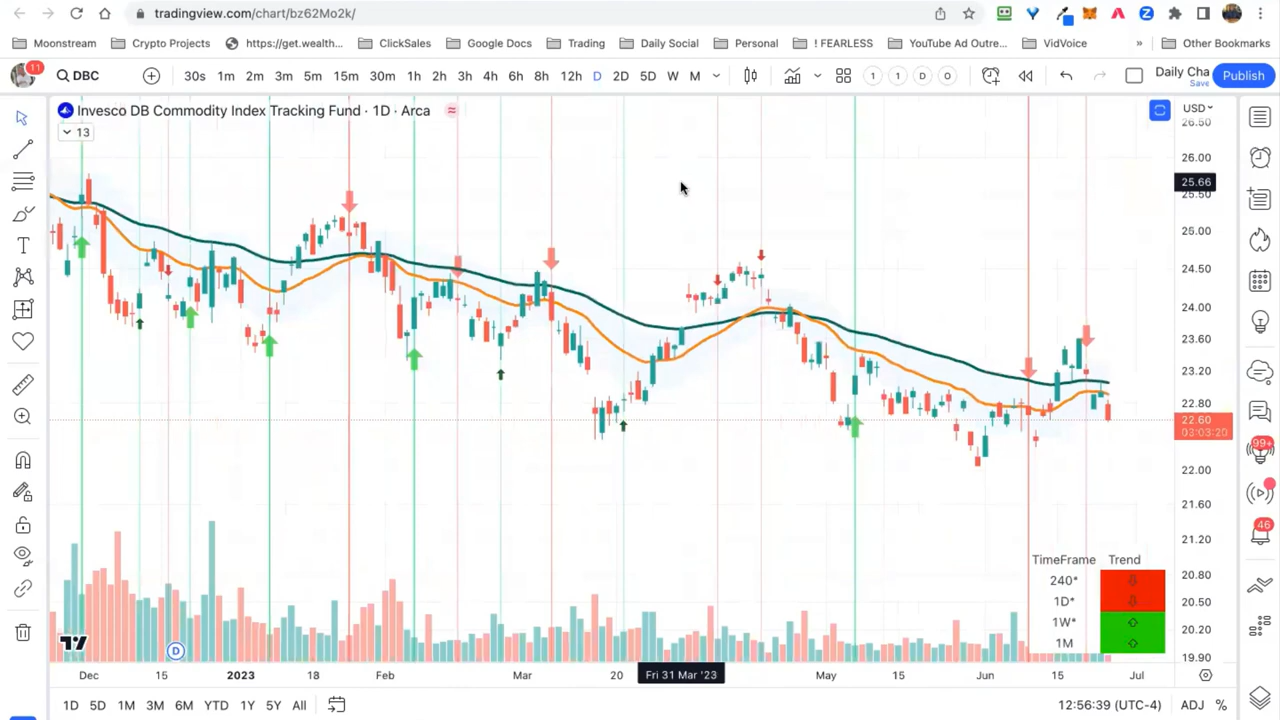 tradingview.com/chart/bz62Mo2k/
Moonstream Crypto Projects https://get.wealth... ClickSales Google Docs Trading Daily Social Personal ! FEARLESS YouTube Ad Outre... VidVoice » Other Bookmarks
11 DBC 30s 1m 2m 3m 5m 15m 30m 1h 2h 3h 4h 6h 8h 12h D 2D 5D W M 1 1 D O Daily Cha Save Publish
Invesco DB Commodity Index Tracking Fund · 1D · Arca
13
USD
26.50
26.00
25.66
25.50
25.00
24.50
24.00
23.60
23.20
22.80
22.60
03:03:20
22.00
21.60
21.20
20.80
20.50
20.20
19.90
99+
46
TimeFrame Trend
240*
1D*
1W*
1M
D
Dec 15 2023 18 Feb Mar 20 Fri 31 Mar '23 May 15 Jun 15 Jul
1D 5D 1M 3M 6M YTD 1Y 5Y All 12:56:39 (UTC-4) ADJ %